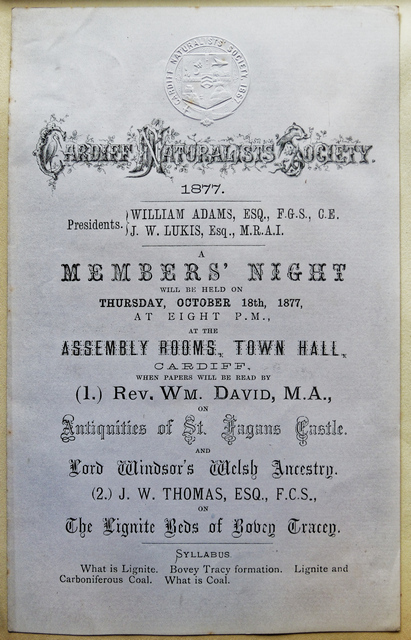 CARDIFF NATURALISTS' SOCIETY. 1867
CARDIFF NATURALISTS SOCIETY.
1877.
Presidents. { WILLIAM ADAMS, ESQ., F.G.S., C.E.
J. W. LUKIS, Esq., M.R.A.I.
A
MEMBERS' NIGHT
WILL BE HELD ON
THURSDAY, OCTOBER 18th, 1877,
AT EIGHT P.M.,
AT THE
ASSEMBLY ROOMS, TOWN HALL,
CARDIFF,
WHEN PAPERS WILL BE READ BY
(1.) REV. WM. DAVID, M.A.,
ON
Antiquities of St. Fagans Castle.
AND
Lord Windsor's Welsh Ancestry.
(2.) J. W. THOMAS, ESQ., F.C.S.,
ON
The Lignite Beds of Bovey Tracey.
SYLLABUS
What is Lignite. Bovey Tracy formation. Lignite and
Carboniferous Coal. What is Coal.